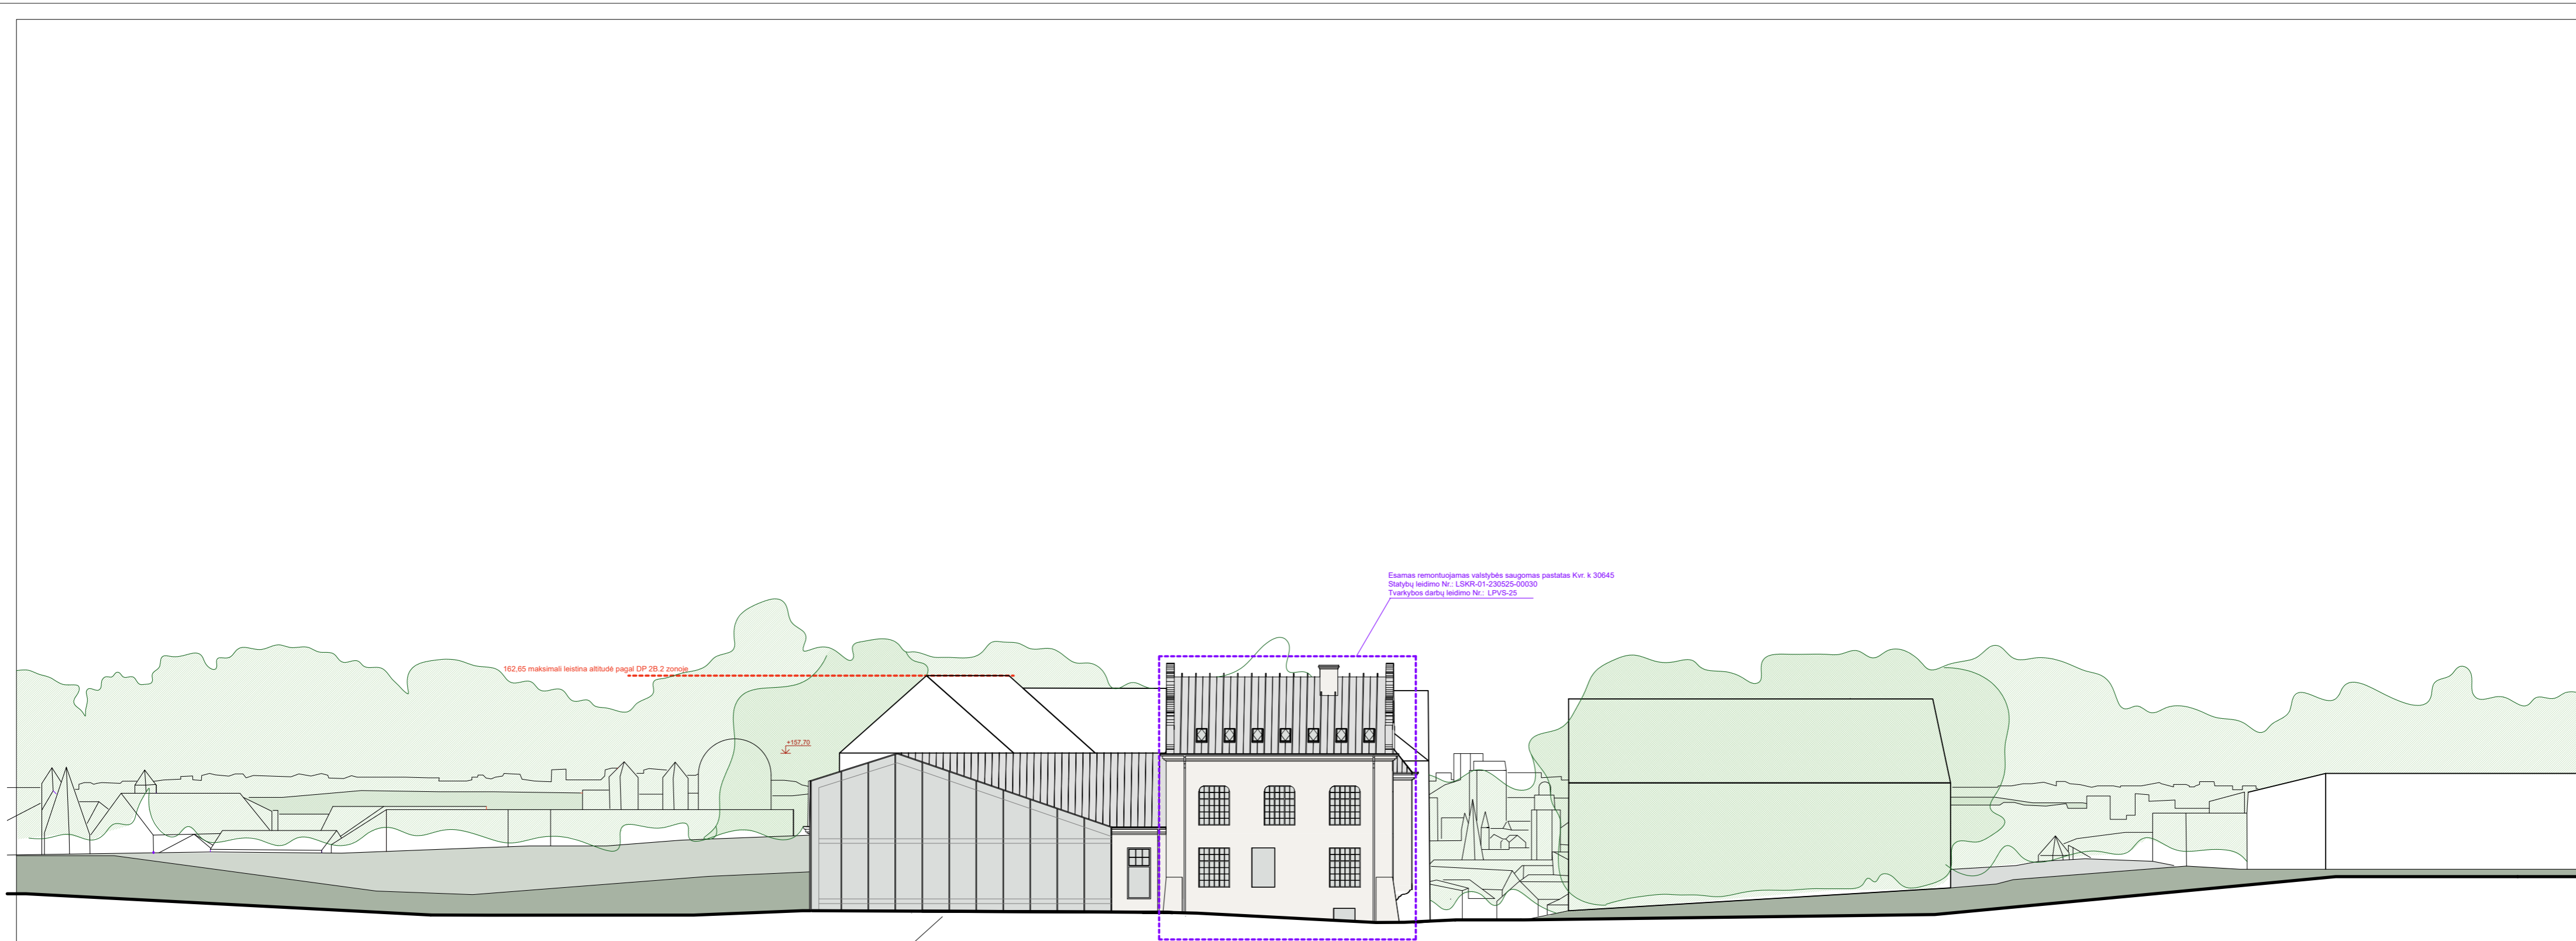 Esamas remontuojamas valstybės saugomas pastatas Kvr. k 30645
Statybų leidimo Nr.: LSKR-01-230525-00030
Tvarkybos darbų leidimo Nr.: LPVS-25
162,65 maksimali leistina altitudė pagal DP 2B.2 zonoje
+157,70